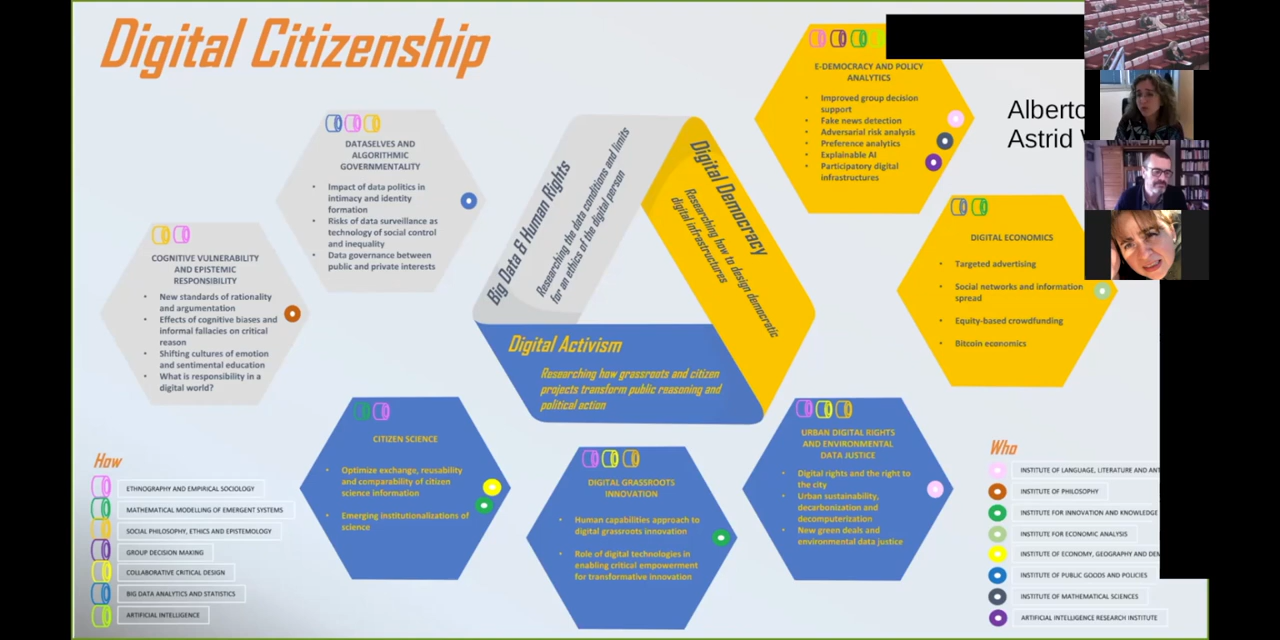 Digital Citizenship
E-DEMOCRACY AND POLICY
ANALYTICS
• Improved group decision
support
• Fake news detection
• Adversarial risk analysis
• Preference analytics
• Explainable AI
• Participatory digital
infrastructures
Alberto
Astrid
DATASELVES AND
ALGORITHMIC
GOVERNMENTALITY
• Impact of data politics in
intimacy and identity
formation
• Risks of data surveillance as
technology of social control
and inequality
• Data governance between
public and private interests
Big Data & Human Rights
Researching the data conditions and limits
for an ethics of the digital person
Digital Democracy
Researching how to design democratic
digital infrastructures
COGNITIVE VULNERABILITY
AND EPISTEMIC
RESPONSIBILITY
• New standards of rationality
and argumentation
• Effects of cognitive biases and
informal fallacies on critical
reason
• Shifting cultures of emotion
and sentimental education
• What is responsibility in a
digital world?
DIGITAL ECONOMICS
• Targeted advertising
• Social networks and information
spread
• Equity-based crowdfunding
• Bitcoin economics
Digital Activism
Researching how grassroots and citizen
projects transform public reasoning and
political action
CITIZEN SCIENCE
• Optimize exchange, reusability
and comparability of citizen
science information
• Emerging institutionalizations of
science
DIGITAL GRASSROOTS
INNOVATION
• Human capabilities approach to
digital grassroots innovation
• Role of digital technologies in
enabling critical empowerment
for transformative innovation
URBAN DIGITAL RIGHTS
AND ENVIRONMENTAL
DATA JUSTICE
• Digital rights and the right to
the city
• Urban sustainability,
decarbonization and
decomputerization
• New green deals and
environmental data justice
How
ETHNOGRAPHY AND EMPIRICAL SOCIOLOGY
MATHEMATICAL MODELLING OF EMERGENT SYSTEMS
SOCIAL PHILOSOPHY, ETHICS AND EPISTEMOLOGY
GROUP DECISION MAKING
COLLABORATIVE CRITICAL DESIGN
BIG DATA ANALYTICS AND STATISTICS
ARTIFICIAL INTELLIGENCE
Who
INSTITUTE OF LANGUAGE, LITERATURE AND ANT
INSTITUTE OF PHILOSOPHY
INSTITUTE FOR INNOVATION AND KNOWLEDGE
INSTITUTE FOR ECONOMIC ANALYSIS
INSTITUTE OF ECONOMY, GEOGRAPHY AND DEM
INSTITUTE OF PUBLIC GOODS AND POLICIES
INSTITUTE OF MATHEMATICAL SCIENCES
ARTIFICIAL INTELLIGENCE RESEARCH INSTITUTE